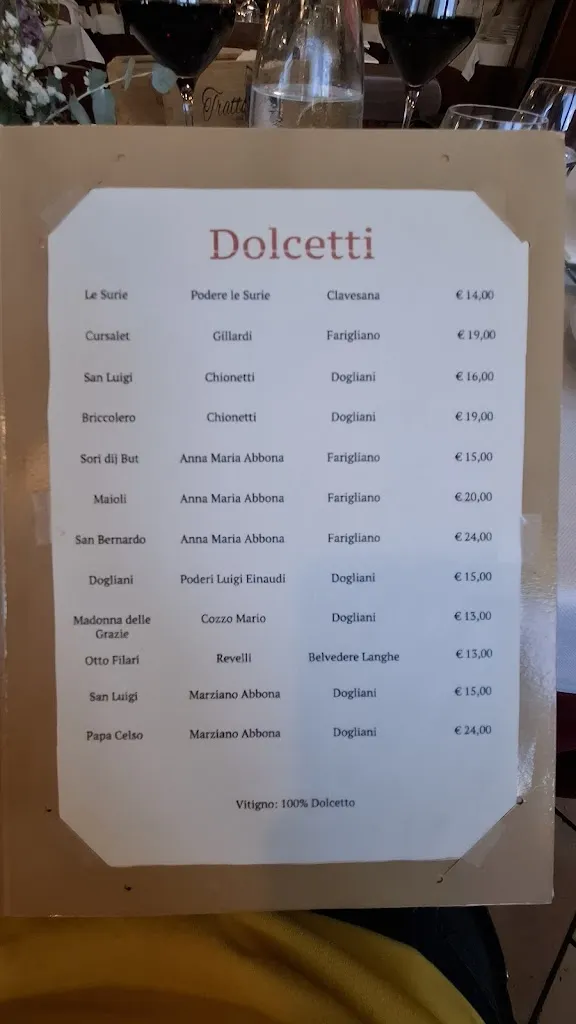 Tratto
Dolcetti
Le Surie Podere le Surie Clavesana € 14,00
Cursalet Gillardi Farigliano € 19,00
San Luigi Chionetti Dogliani € 16,00
Briccolero Chionetti Dogliani € 19,00
Sori dij But Anna Maria Abbona Farigliano € 15,00
Maioli Anna Maria Abbona Farigliano € 20,00
San Bernardo Anna Maria Abbona Farigliano € 24,00
Dogliani Poderi Luigi Einaudi Dogliani € 15,00
Madonna delle Grazie Cozzo Mario Dogliani € 13,00
Otto Filari Revelli Belvedere Langhe € 13,00
San Luigi Marziano Abbona Dogliani € 15,00
Papa Celso Marziano Abbona Dogliani € 24,00
Vitigno: 100% Dolcetto